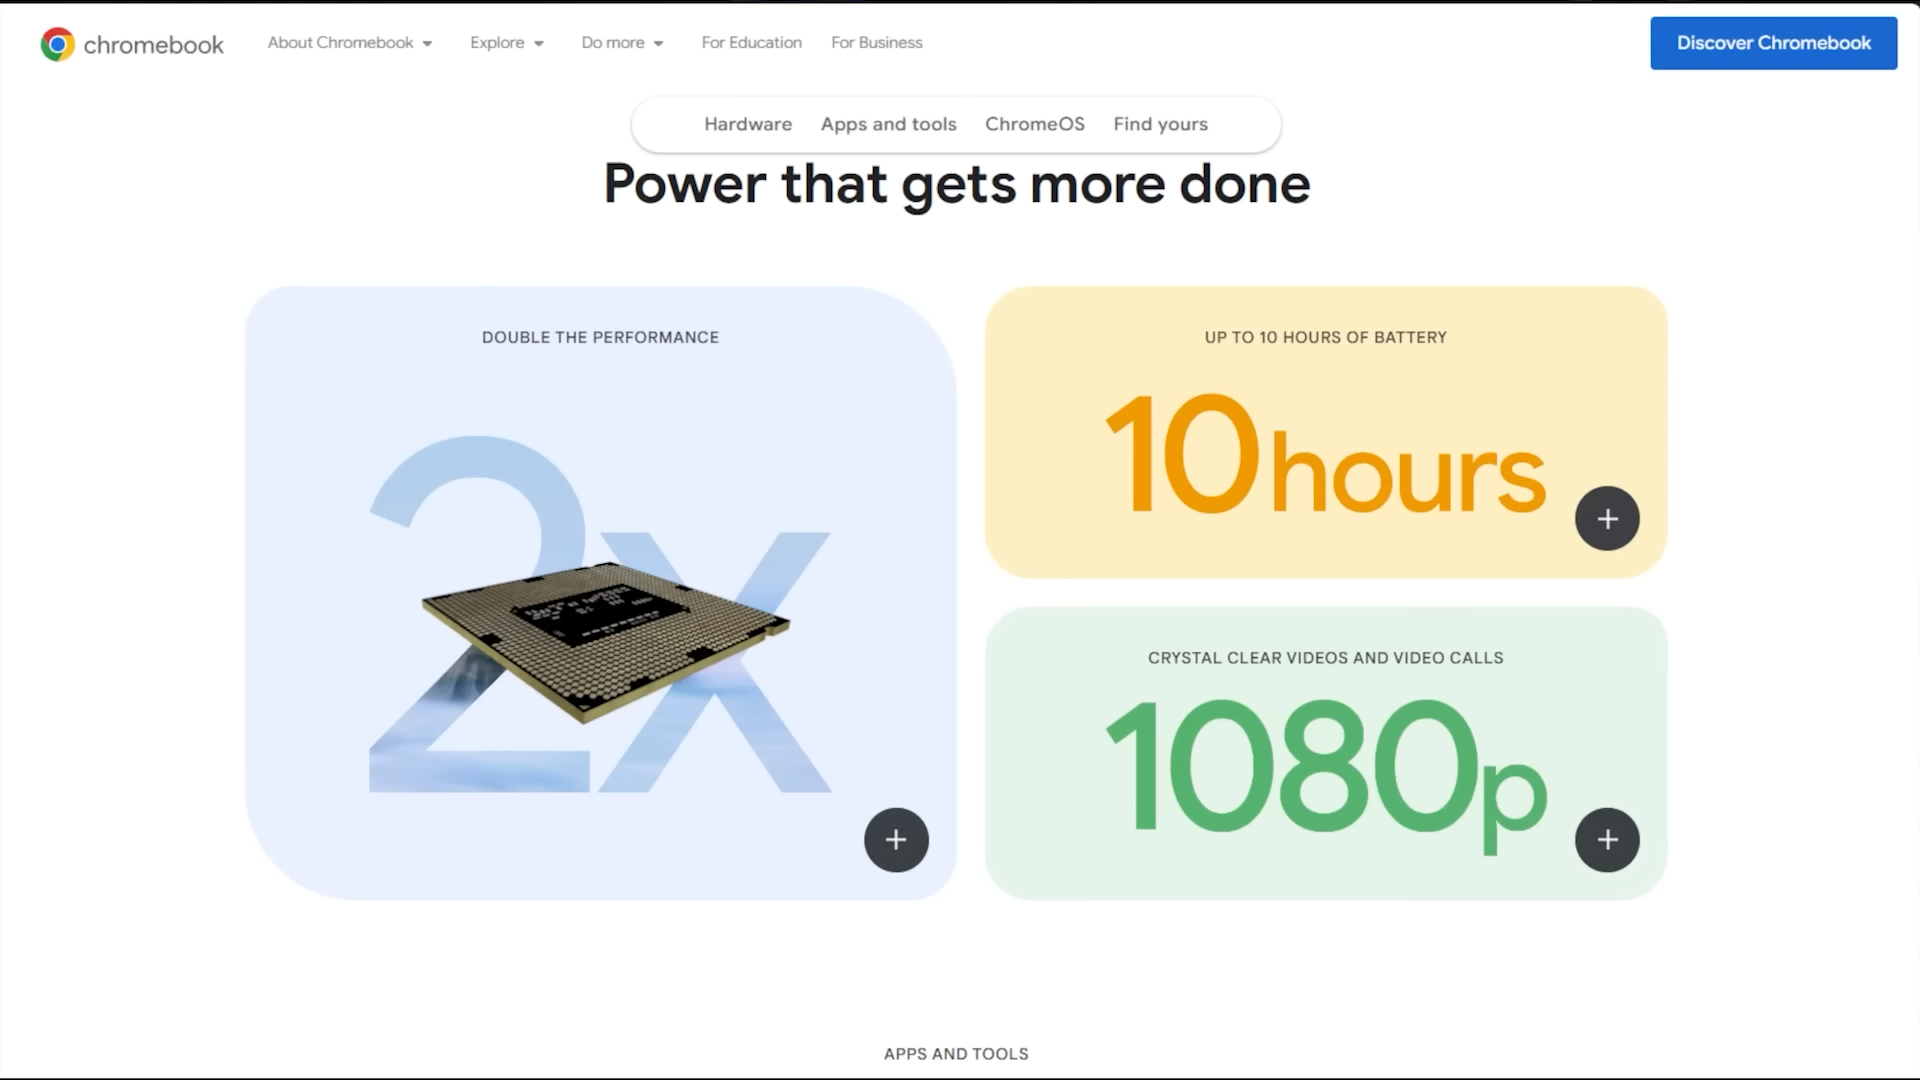 chromebook
About Chromebook
Explore
Do more
For Education
For Business
Discover Chromebook
Hardware
Apps and tools
ChromeOS
Find yours
Power that gets more done
DOUBLE THE PERFORMANCE
2x
UP TO 10 HOURS OF BATTERY
10 hours
CRYSTAL CLEAR VIDEOS AND VIDEO CALLS
1080p
APPS AND TOOLS